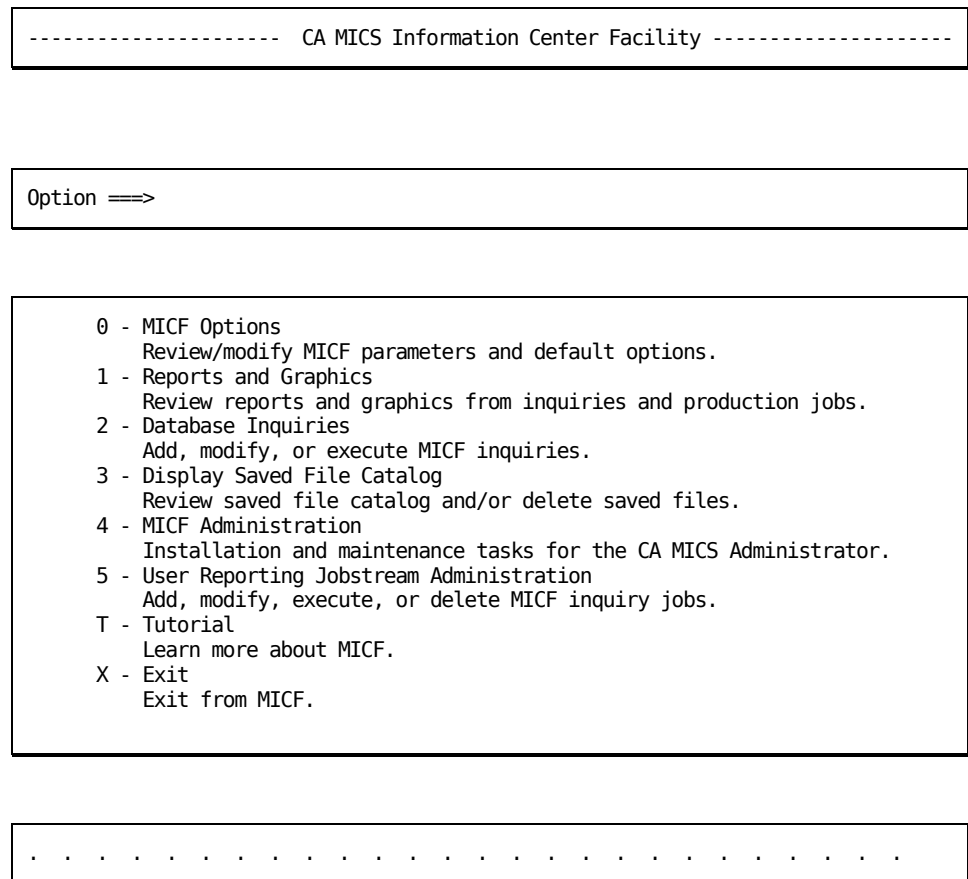 ---------------------- CA MICS Information Center Facility ---------------------
Option ===>
0 - MICF Options
Review/modify MICF parameters and default options.
1 - Reports and Graphics
Review reports and graphics from inquiries and production jobs.
2 - Database Inquiries
Add, modify, or execute MICF inquiries.
3 - Display Saved File Catalog
Review saved file catalog and/or delete saved files.
4 - MICF Administration
Installation and maintenance tasks for the CA MICS Administrator.
5 - User Reporting Jobstream Administration
Add, modify, execute, or delete MICF inquiry jobs.
T - Tutorial
Learn more about MICF.
X - Exit
Exit from MICF.
. . . . . . . . . . . . . . . . . . . . . . . . . .